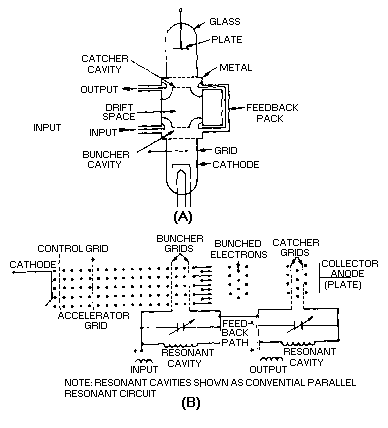 GLASS
PLATE
CATCHER
CAVITY
METAL
OUTPUT
DRIFT
SPACE
FEEDBACK
PACK
INPUT
INPUT
BUNCHER
CAVITY
GRID
CATHODE
(A)
BUNCHER
GRIDS
BUNCHED
ELECTRONS
CATCHER
GRIDS
CONTROL GRID
CATHODE
COLLECTOR
ANODE
(PLATE)
ACCELERATOR
GRID
FEED-
BACK
PATH
RESONANT
CAVITY
RESONANT
CAVITY
INPUT
OUTPUT
NOTE: RESONANT CAVITIES SHOWN AS CONVENTIAL PARALLEL
RESONANT CIRCUIT
(B)